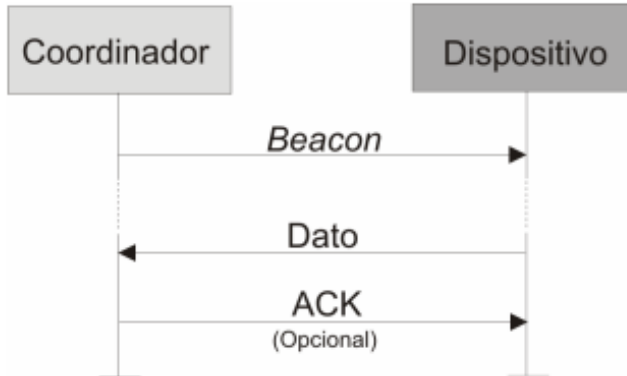 Coordinador
Dispositivo
Beacon
Dato
ACK
(Opcional)